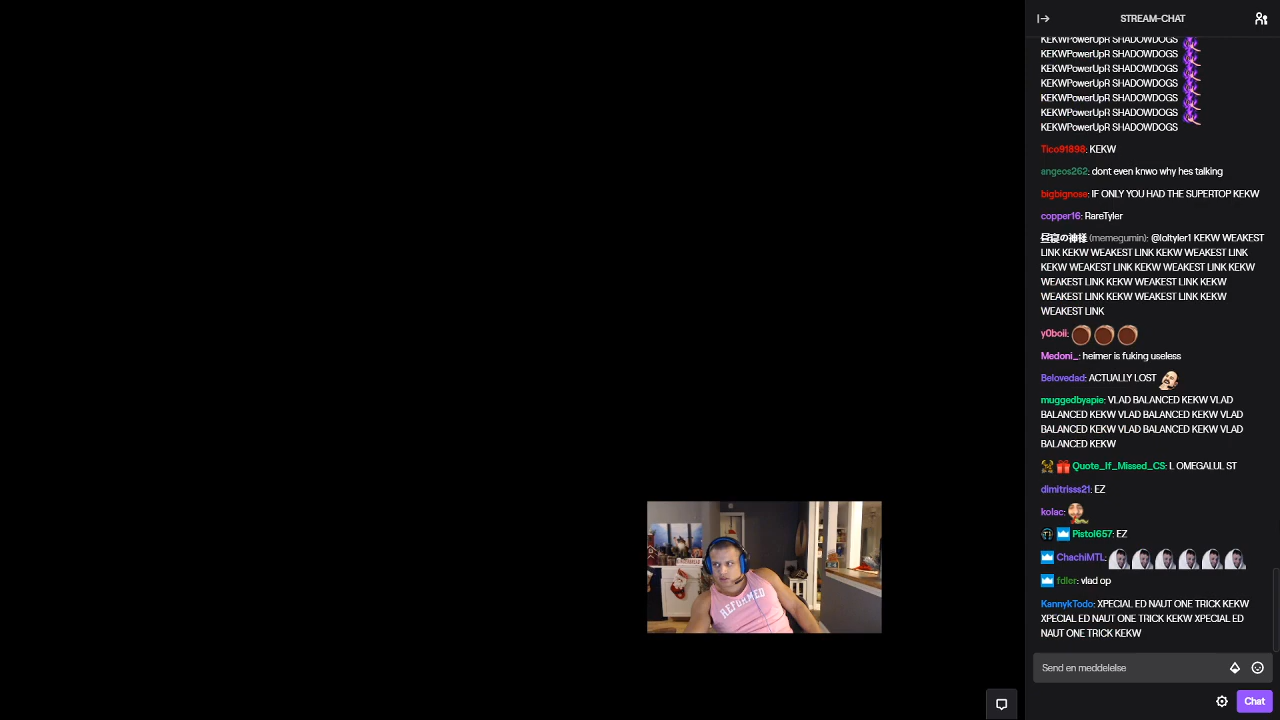 STREAM-CHAT
KEKWPowerUpR SHADOWDOGS
KEKWPowerUpR SHADOWDOGS
KEKWPowerUpR SHADOWDOGS
KEKWPowerUpR SHADOWDOGS
KEKWPowerUpR SHADOWDOGS
KEKWPowerUpR SHADOWDOGS
KEKWPowerUpR SHADOWDOGS
Tico91898: KEKW
angeos262: dont even knwo why hes talking
bigbignose: IF ONLY YOU HAD THE SUPERTOP KEKW
copper16: RareTyler
(memegumin): @loltyler1 KEKW WEAKEST
LINK KEKW WEAKEST LINK KEKW WEAKEST LINK
KEKW WEAKEST LINK KEKW WEAKEST LINK KEKW
WEAKEST LINK KEKW WEAKEST LINK KEKW
WEAKEST LINK KEKW WEAKEST LINK KEKW
WEAKEST LINK
y0boii:
Medoni_: heimer is fuking useless
Belovedad: ACTUALLY LOST
muggedbyapie: VLAD BALANCED KEKW VLAD
BALANCED KEKW VLAD BALANCED KEKW VLAD
BALANCED KEKW VLAD BALANCED KEKW VLAD
BALANCED KEKW
Quote_If_Missed_CS: L OMEGALUL ST
dimitrisss21: EZ
kolac:
Pistol657: EZ
ChachiMTL:
fdler: vlad op
KannykTodo: XPECIAL ED NAUT ONE TRICK KEKW
XPECIAL ED NAUT ONE TRICK KEKW XPECIAL ED
NAUT ONE TRICK KEKW
REFORMED
Send en meddelelse
Chat